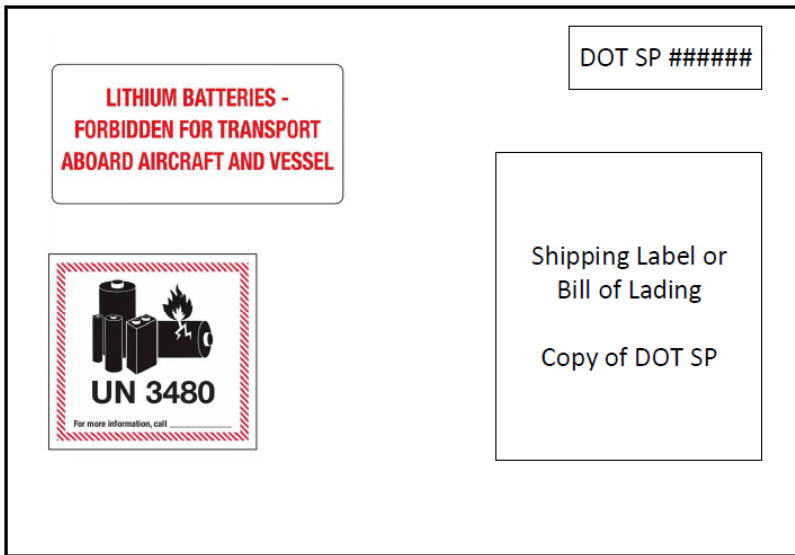 DOT SP ######
LITHIUM BATTERIES -
FORBIDDEN FOR TRANSPORT
ABOARD AIRCRAFT AND VESSEL
Shipping Label or
Bill of Lading
Copy of DOT SP
UN 3480
For more information, call ____________